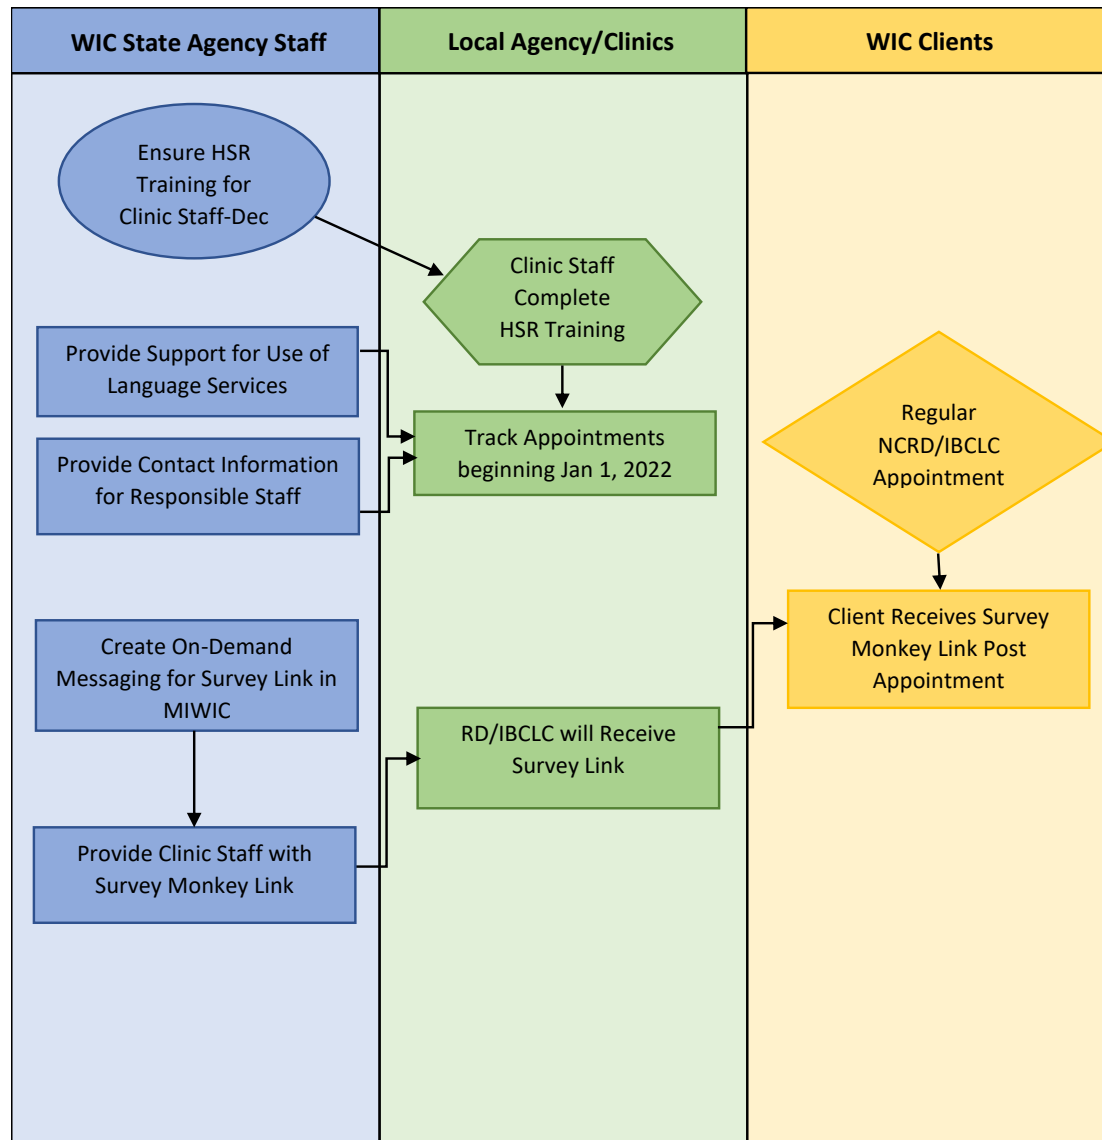 WIC State Agency Staff
Local Agency/Clinics
WIC Clients
Ensure HSR
Training for
Clinic Staff-Dec
Clinic Staff
Complete
HSR Training
Provide Support for Use of
Language Services
Provide Contact Information
for Responsible Staff
Track Appointments
beginning Jan 1, 2022
Regular
NCRD/IBCLC
Appointment
Create On-Demand
Messaging for Survey Link in
MIWIC
Provide Clinic Staff with
Survey Monkey Link
RD/IBCLC will Receive
Survey Link
Client Receives Survey
Monkey Link Post
Appointment